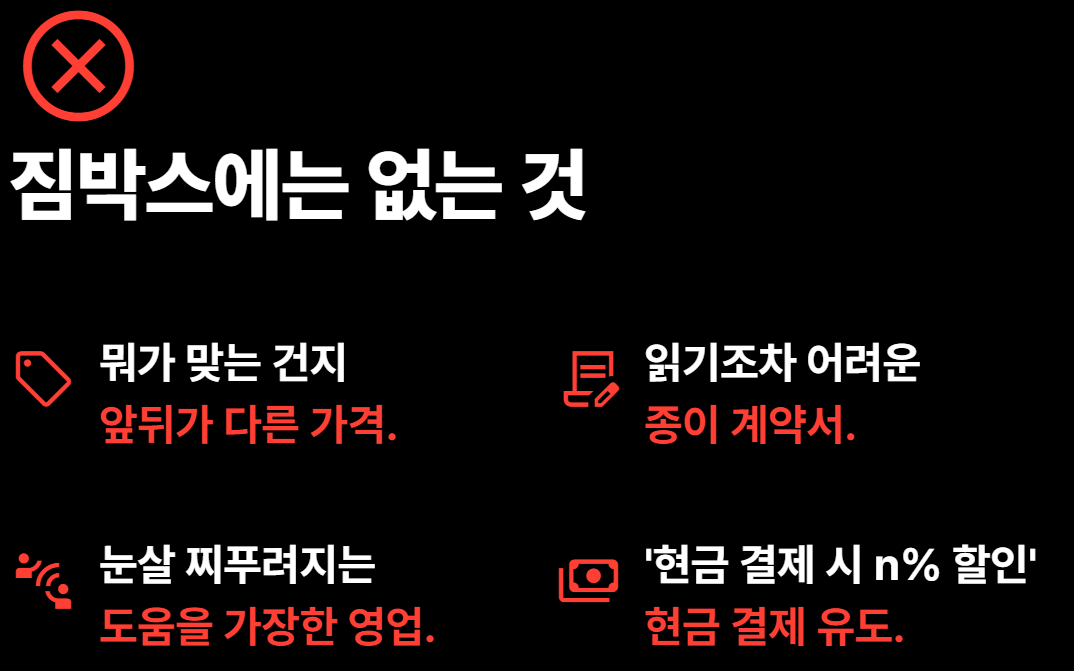 짐박스에는 없는 것
뭐가 맞는 건지
앞뒤가 다른 가격.
읽기조차 어려운
종이 계약서.
눈살 찌푸려지는
도움을 가장한 영업.
'현금 결제 시 n% 할인'
현금 결제 유도.